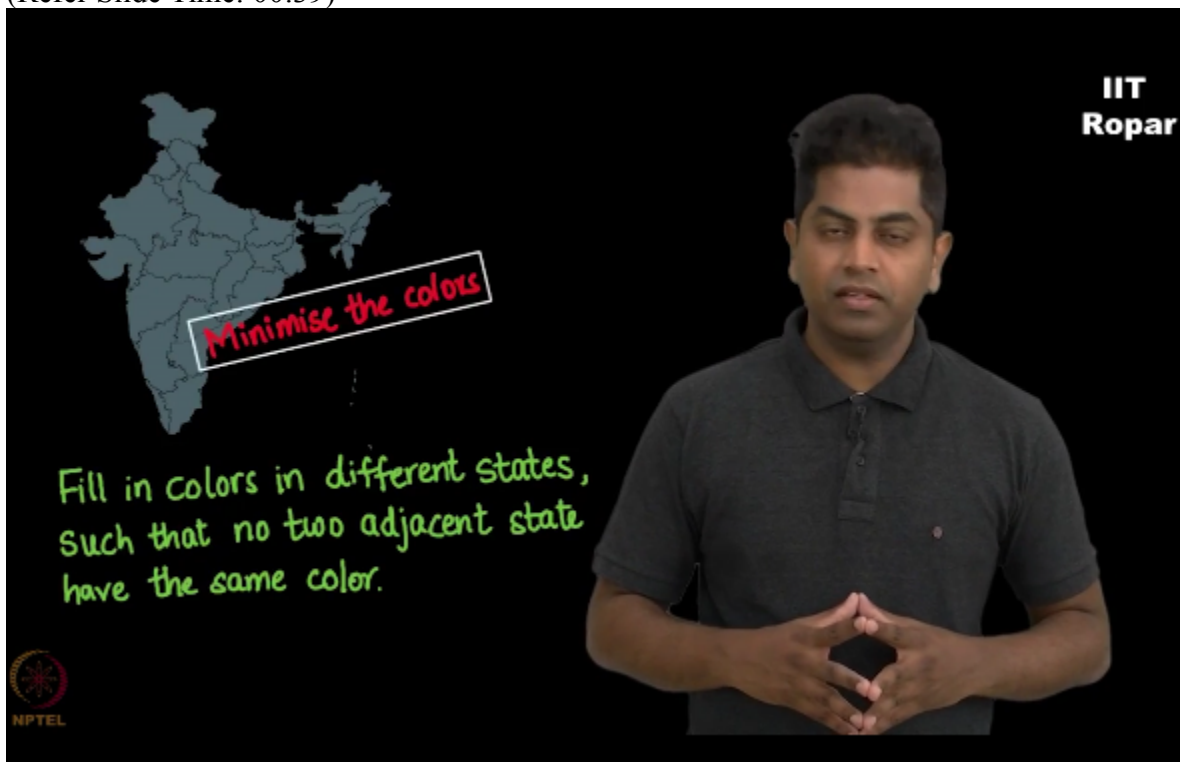 (Refer Slide Time: 00:39)
IIT
Ropar
Minimise the colors
Fill in colors in different states,
such that no two adjacent state
have the same color.
NPTEL